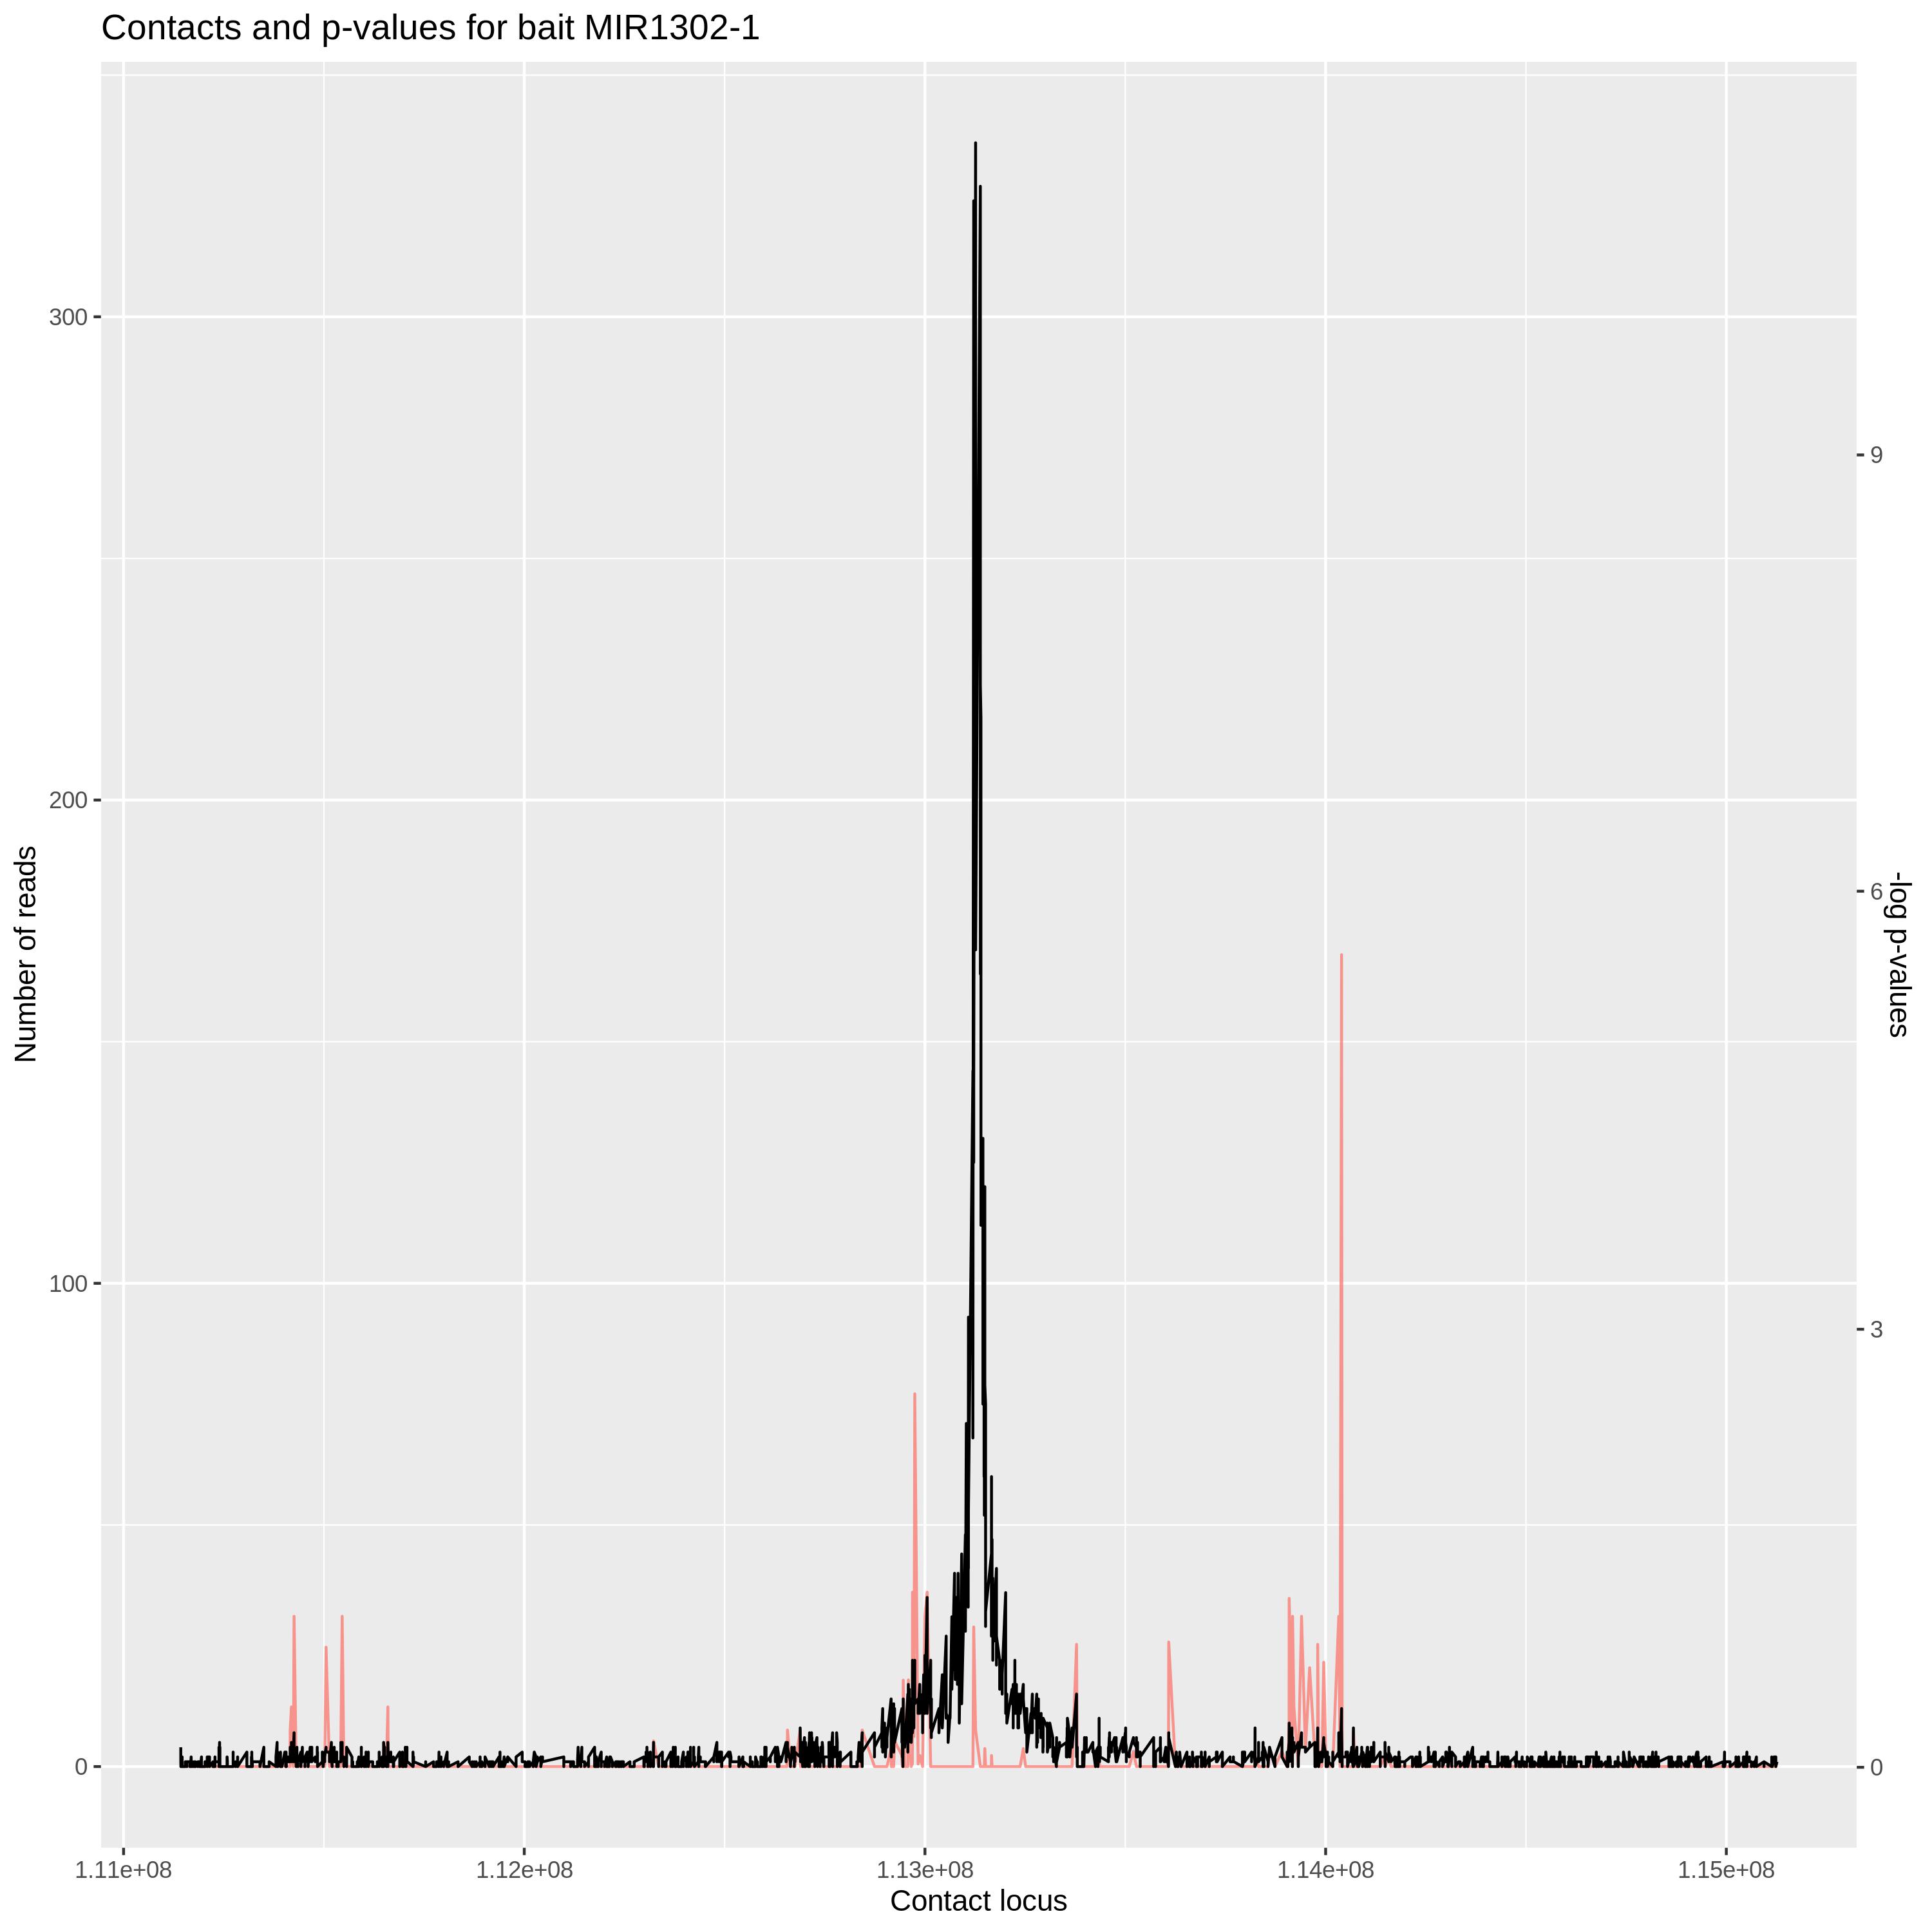 Contacts and p-values for bait MIR1302-1
300
200
100
0
Number of reads
9
6
3
0
-log p-values
1.11e+08 1.12e+08 1.13e+08 1.14e+08 1.15e+08
Contact locus